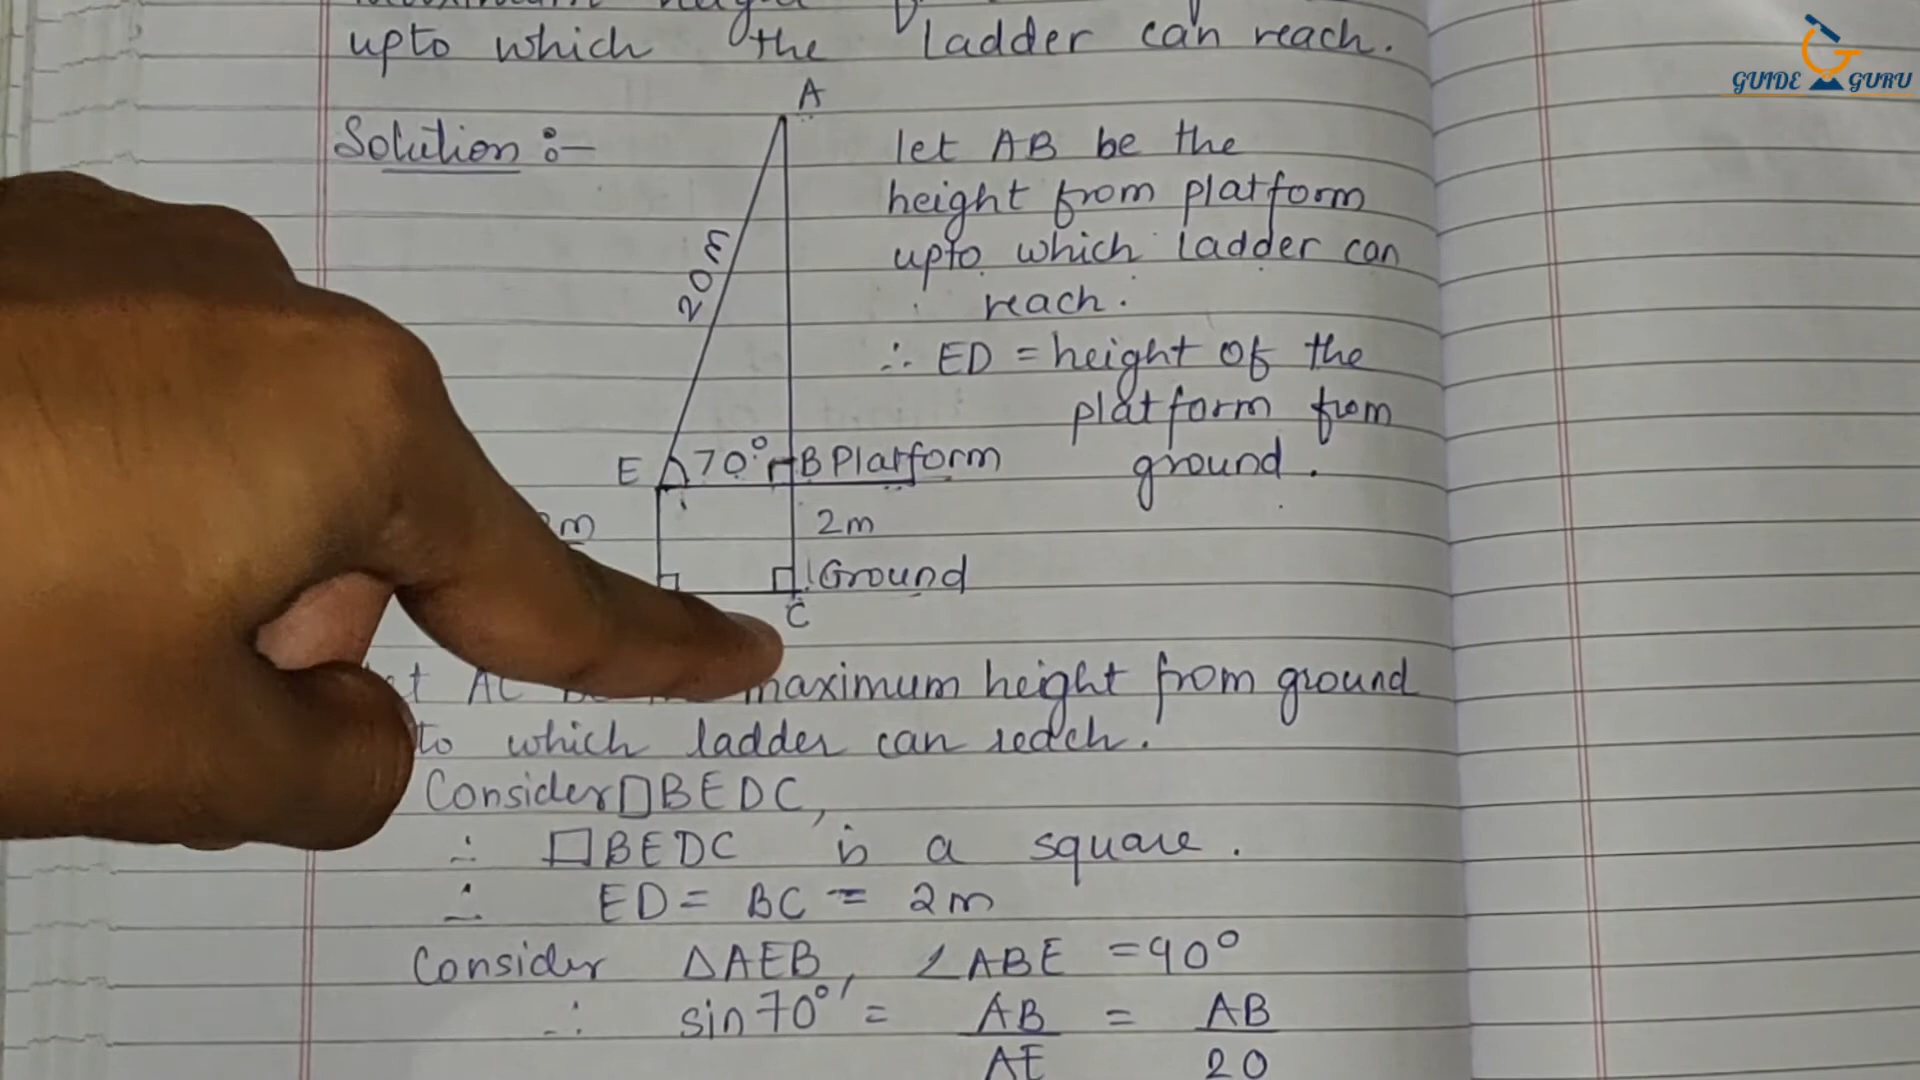 upto which the ladder can reach.
GUIDE GURU
A
Solution :-
let AB be the
height from platform
upto which ladder can
reach.
20m
∴ ED = height of the
platform from
ground.
E 70° B Platform
m 2m
Ground
C
AC maximum height from ground
to which ladder can reach.
Consider □BEDC,
∴ □BEDC is a square.
∴ ED = BC = 2m
Consider △AEB, ∠ABE = 90°
∴ sin 70° = AB/AE = AB/20